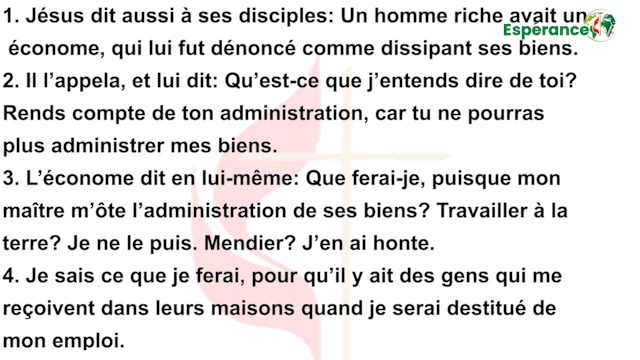 1. Jésus dit aussi à ses disciples: Un homme riche avait un
économe, qui lui fut dénoncé comme dissipant ses biens.
2. Il l’appela, et lui dit: Qu’est-ce que j’entends dire de toi?
Rends compte de ton administration, car tu ne pourras
plus administrer mes biens.
3. L’économe dit en lui-même: Que ferai-je, puisque mon
maître m’ôte l’administration de ses biens? Travailler à la
terre? Je ne le puis. Mendier? J’en ai honte.
4. Je sais ce que je ferai, pour qu’il y ait des gens qui me
reçoivent dans leurs maisons quand je serai destitué de
mon emploi.
Espérance